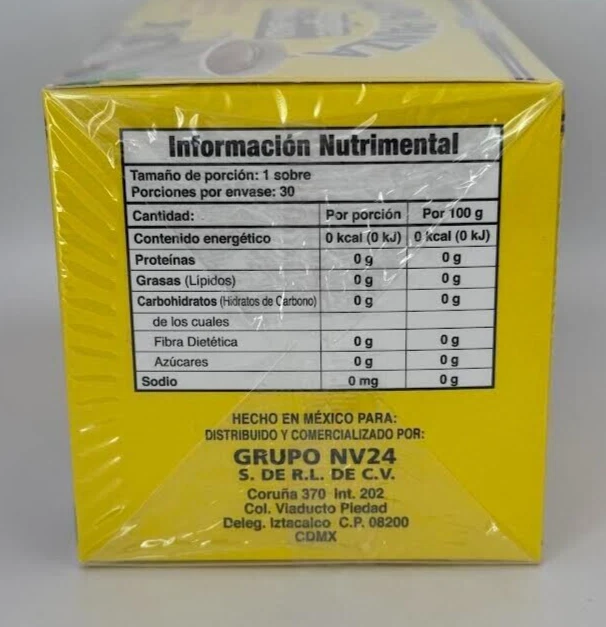 Información Nutrimental
Tamaño de porción: 1 sobre
Porciones por envase: 30
Cantidad: Por porción Por 100 g
Contenido energético 0 kcal (0 kJ) 0 kcal (0 kJ)
Proteínas 0 g 0 g
Grasas (Lípidos) 0 g 0 g
Carbohidratos (Hidratos de Carbono) 0 g 0 g
de los cuales
Fibra Dietética 0 g 0 g
Azúcares 0 g 0 g
Sodio 0 mg 0 g
HECHO EN MÉXICO PARA:
DISTRIBUIDO Y COMERCIALIZADO POR:
GRUPO NV24
S. DE R.L. DE C.V.
Coruña 370 Int. 202
Col. Viaducto Piedad
Deleg. Iztacalco C.P. 08200
CDMX